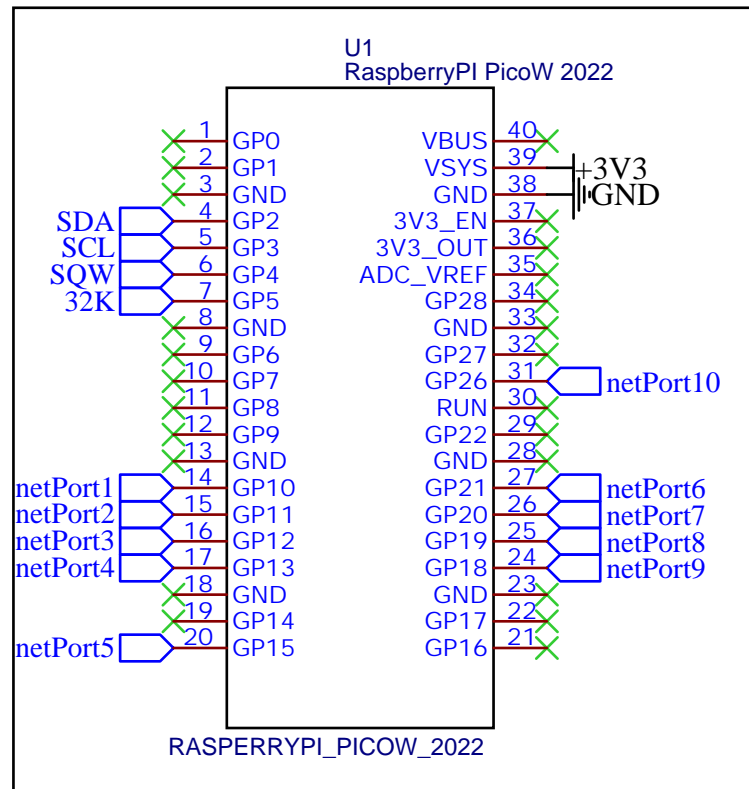 U1
RaspberryPI PicoW 2022
1 GP0 VBUS 40
2 GP1 VSYS 39 +3V3
3 GND GND 38 GND
SDA 4 GP2 3V3_EN 37
SCL 5 GP3 3V3_OUT 36
SQW 6 GP4 ADC_VREF 35
32K 7 GP5 GP28 34
8 GND GND 33
9 GP6 GP27 32
10 GP7 GP26 31 netPort10
11 GP8 RUN 30
12 GP9 GP22 29
13 GND GND 28
netPort1 14 GP10 GP21 27 netPort6
netPort2 15 GP11 GP20 26 netPort7
netPort3 16 GP12 GP19 25 netPort8
netPort4 17 GP13 GP18 24 netPort9
18 GND GND 23
19 GP14 GP17 22
netPort5 20 GP15 GP16 21
RASPERRYPI_PICOW_2022